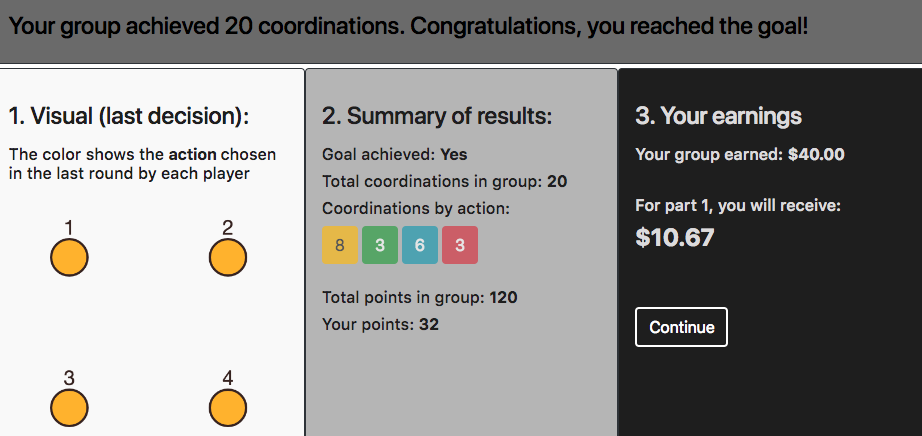 Your group achieved 20 coordinations. Congratulations, you reached the goal!
1. Visual (last decision):
The color shows the action chosen
in the last round by each player
1 2
3 4
2. Summary of results:
Goal achieved: Yes
Total coordinations in group: 20
Coordinations by action:
8 3 6 3
Total points in group: 120
Your points: 32
3. Your earnings
Your group earned: $40.00
For part 1, you will receive:
$10.67
Continue